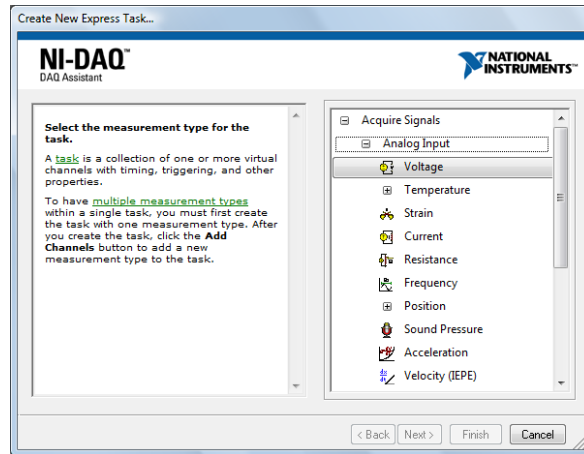 Create New Express Task...
NI-DAQ™
DAQ Assistant
NATIONAL
INSTRUMENTS™
Select the measurement type for the
task.
A task is a collection of one or more virtual
channels with timing, triggering, and other
properties.
To have multiple measurement types
within a single task, you must first create
the task with one measurement type. After
you create the task, click the Add
Channels button to add a new
measurement type to the task.
Acquire Signals
Analog Input
Voltage
Temperature
Strain
Current
Resistance
Frequency
Position
Sound Pressure
Acceleration
Velocity (IEPE)
< Back Next > Finish Cancel